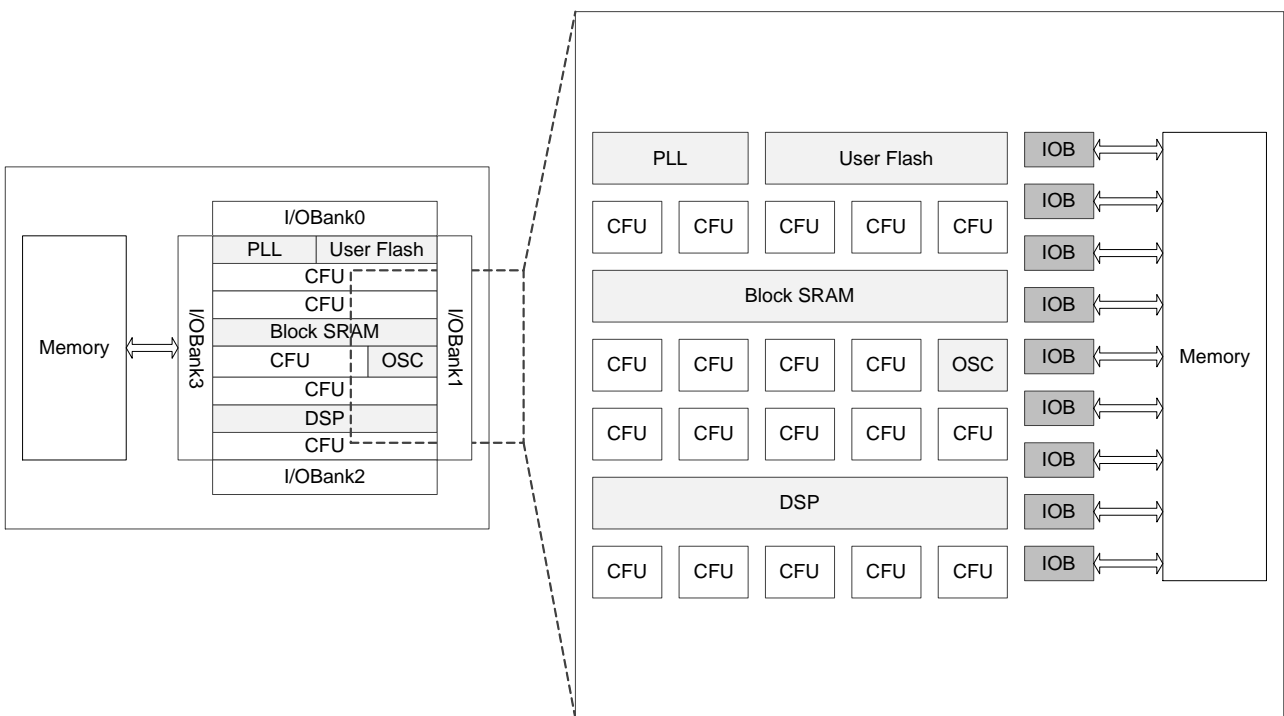 I/OBank0
PLL User Flash
CFU
CFU
Block SRAM
CFU OSC
CFU
DSP
CFU
I/OBank2
I/OBank3
I/OBank1
Memory
PLL User Flash
CFU CFU CFU CFU CFU
Block SRAM
CFU CFU CFU CFU OSC
CFU CFU CFU CFU CFU
DSP
CFU CFU CFU CFU CFU
IOB
IOB
IOB
IOB
IOB
IOB
IOB
IOB
IOB
Memory